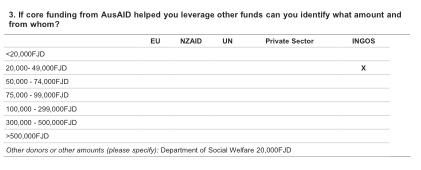 3. If core funding from AusAID helped you leverage other funds can you identify what amount and
from whom?
EU NZAID UN Private Sector INGOS
<20,000FJD
20,000- 49,000FJD X
50,000 - 74,000FJD
75,000 - 99,000FJD
100,000 - 299,000FJD
300,000 - 500,000FJD
>500,000FJD
Other donors or other amounts (please specify): Department of Social Welfare 20,000FJD